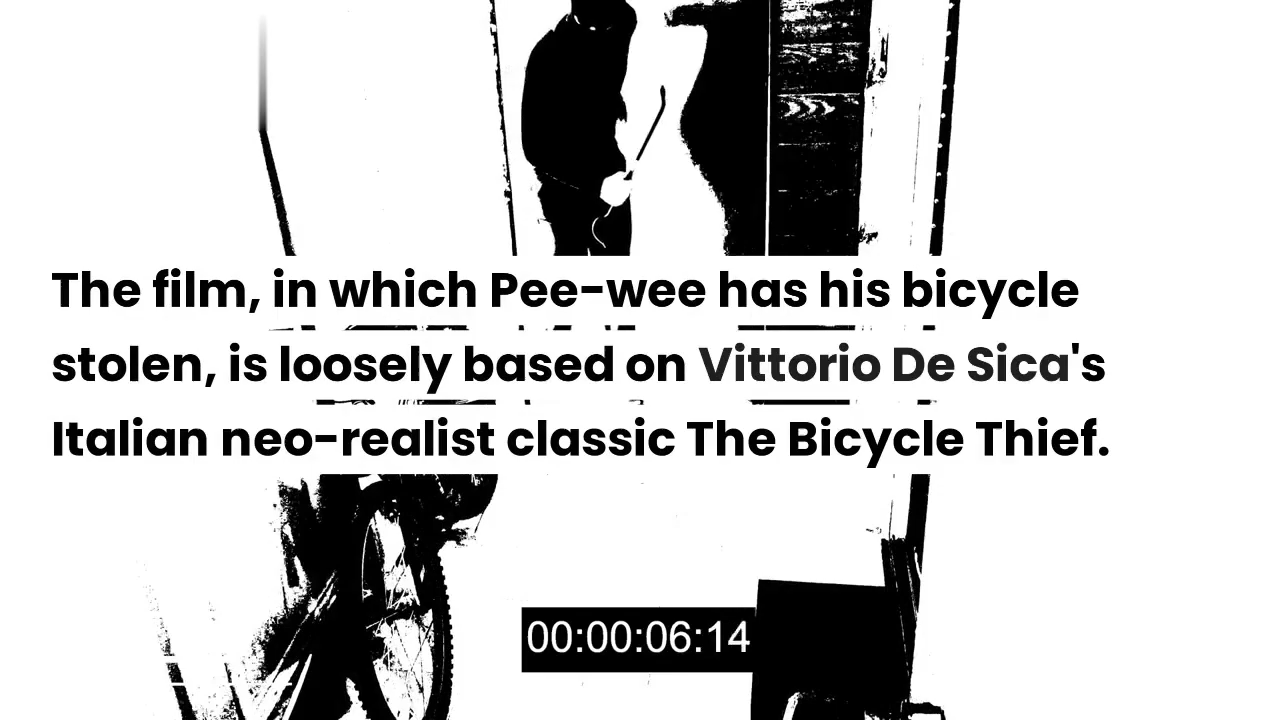 The film, in which Pee-wee has his bicycle
stolen, is loosely based on Vittorio De Sica's
Italian neo-realist classic The Bicycle Thief.
00:00:06:14